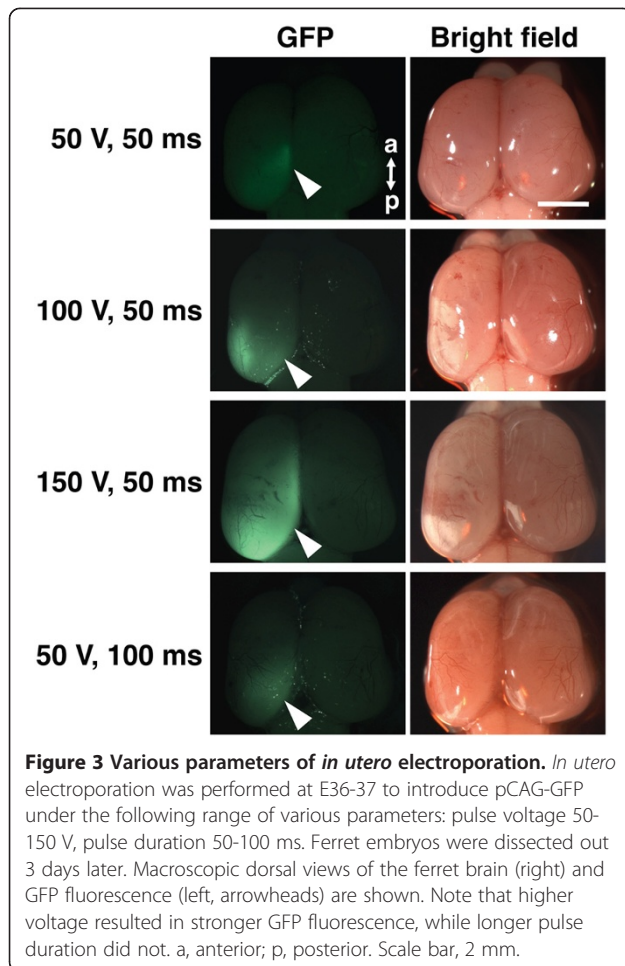 GFP Bright field
50 V, 50 ms
a
p
100 V, 50 ms
150 V, 50 ms
50 V, 100 ms
Figure 3 Various parameters of in utero electroporation. In utero
electroporation was performed at E36-37 to introduce pCAG-GFP
under the following range of various parameters: pulse voltage 50-
150 V, pulse duration 50-100 ms. Ferret embryos were dissected out
3 days later. Macroscopic dorsal views of the ferret brain (right) and
GFP fluorescence (left, arrowheads) are shown. Note that higher
voltage resulted in stronger GFP fluorescence, while longer pulse
duration did not. a, anterior; p, posterior. Scale bar, 2 mm.